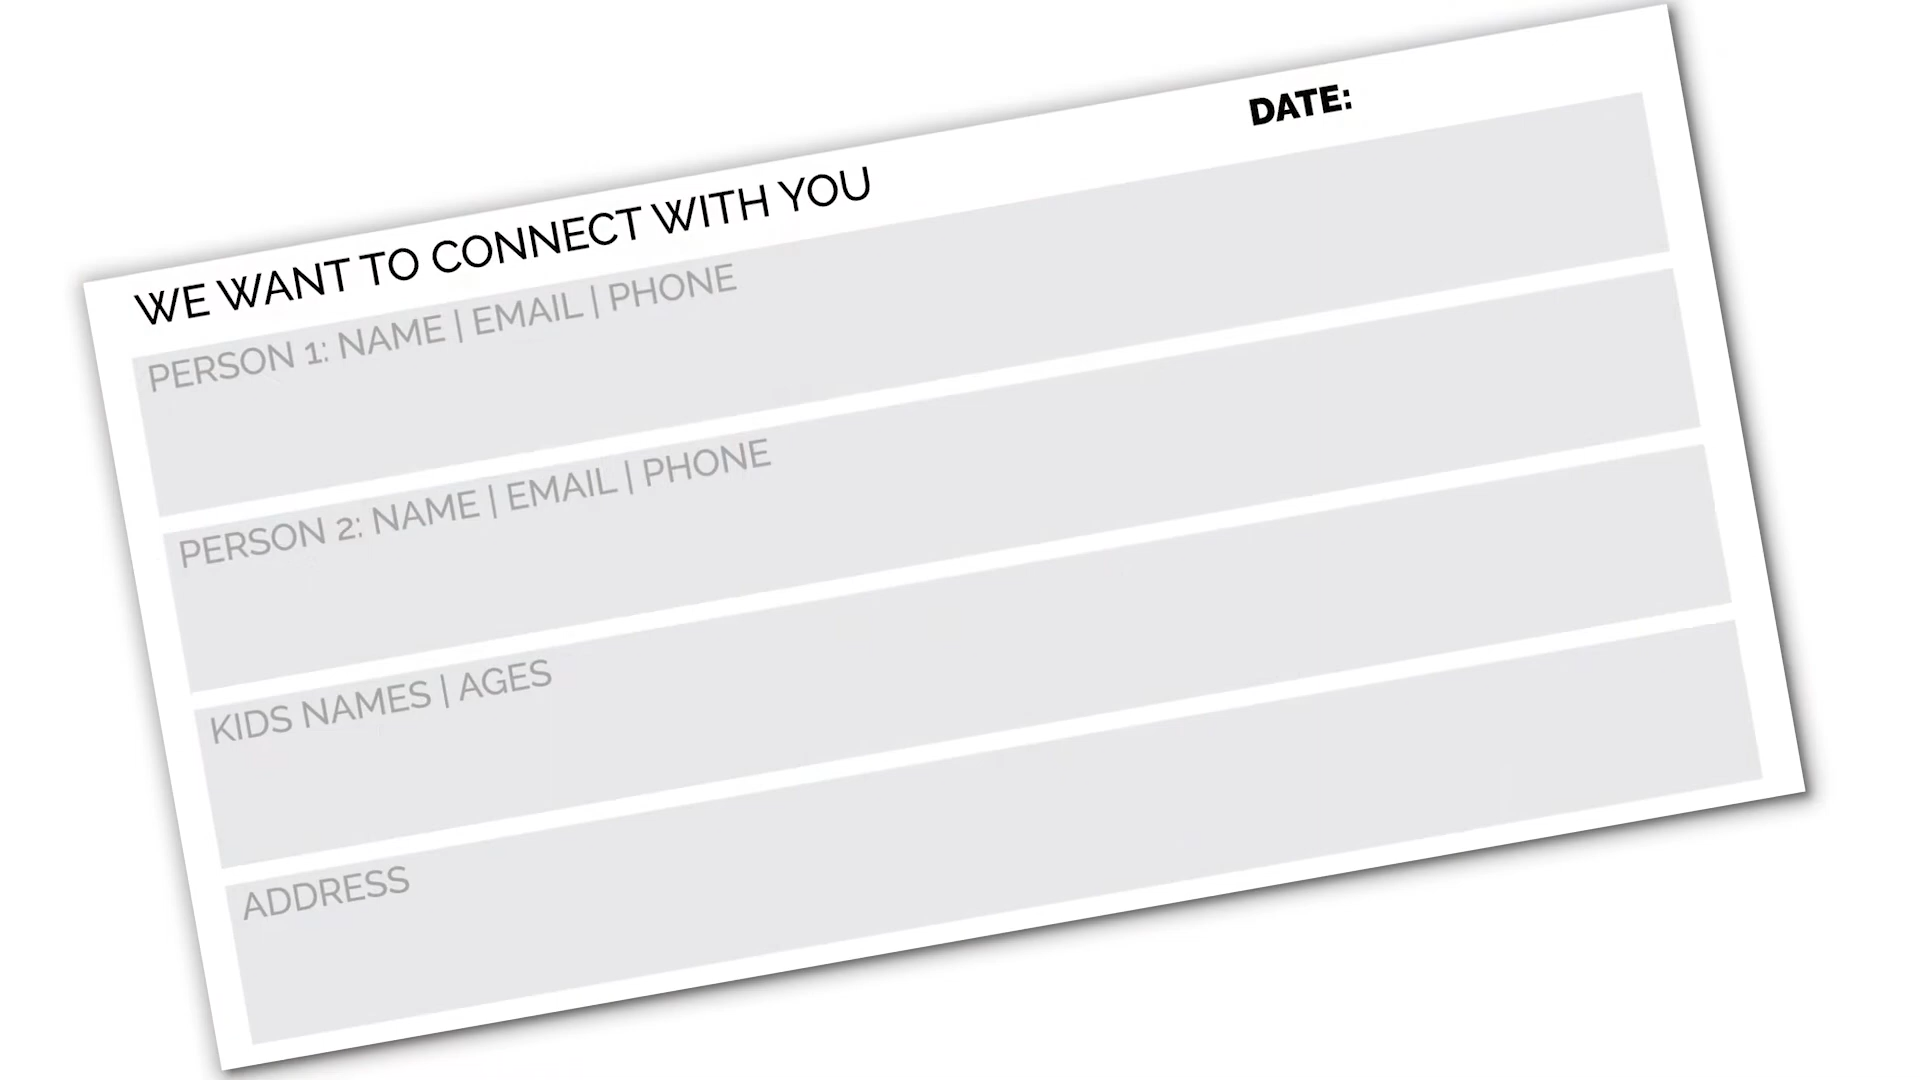 WE WANT TO CONNECT WITH YOU
DATE:
PERSON 1: NAME | EMAIL | PHONE
PERSON 2: NAME | EMAIL | PHONE
KIDS NAMES | AGES
ADDRESS